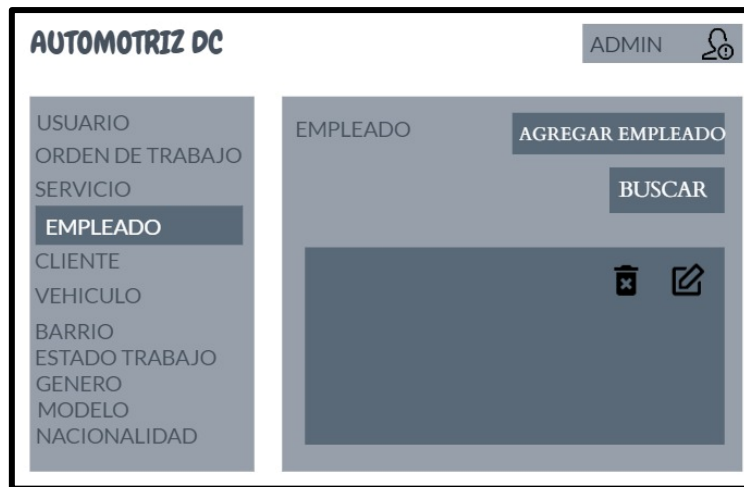 AUTOMOTRIZ DC
ADMIN
USUARIO
ORDEN DE TRABAJO
SERVICIO
EMPLEADO
CLIENTE
VEHICULO
BARRIO
ESTADO TRABAJO
GENERO
MODELO
NACIONALIDAD
EMPLEADO
AGREGAR EMPLEADO
BUSCAR